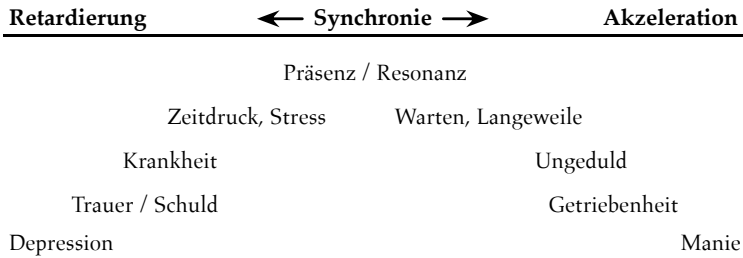 Retardierung ← Synchronie → Akzeleration
Präsenz / Resonanz
Zeitdruck, Stress Warten, Langeweile
Krankheit Ungeduld
Trauer / Schuld Getriebenheit
Depression Manie